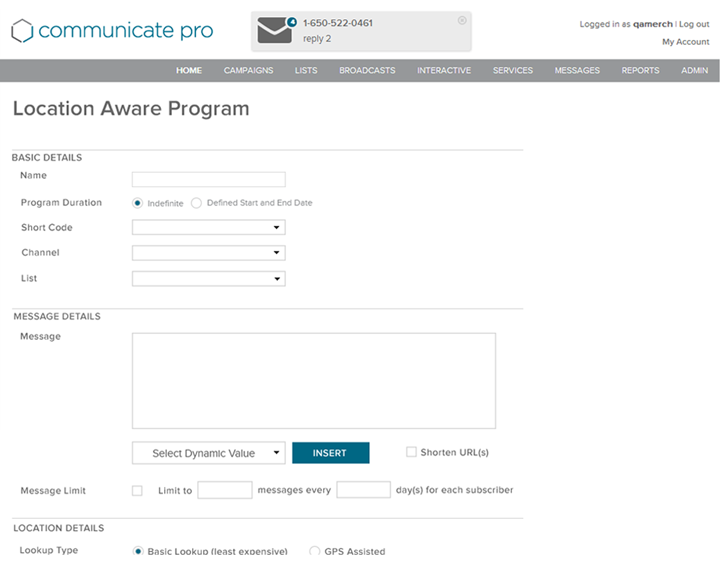 communicate pro
4
1-650-522-0461
reply 2
Logged in as qamerch | Log out
My Account
HOME CAMPAIGNS LISTS BROADCASTS INTERACTIVE SERVICES MESSAGES REPORTS ADMIN
Location Aware Program
BASIC DETAILS
Name
Program Duration Indefinite Defined Start and End Date
Short Code
Channel
List
MESSAGE DETAILS
Message
Select Dynamic Value INSERT Shorten URL(s)
Message Limit Limit to messages every day(s) for each subscriber
LOCATION DETAILS
Lookup Type Basic Lookup (least expensive) GPS Assisted